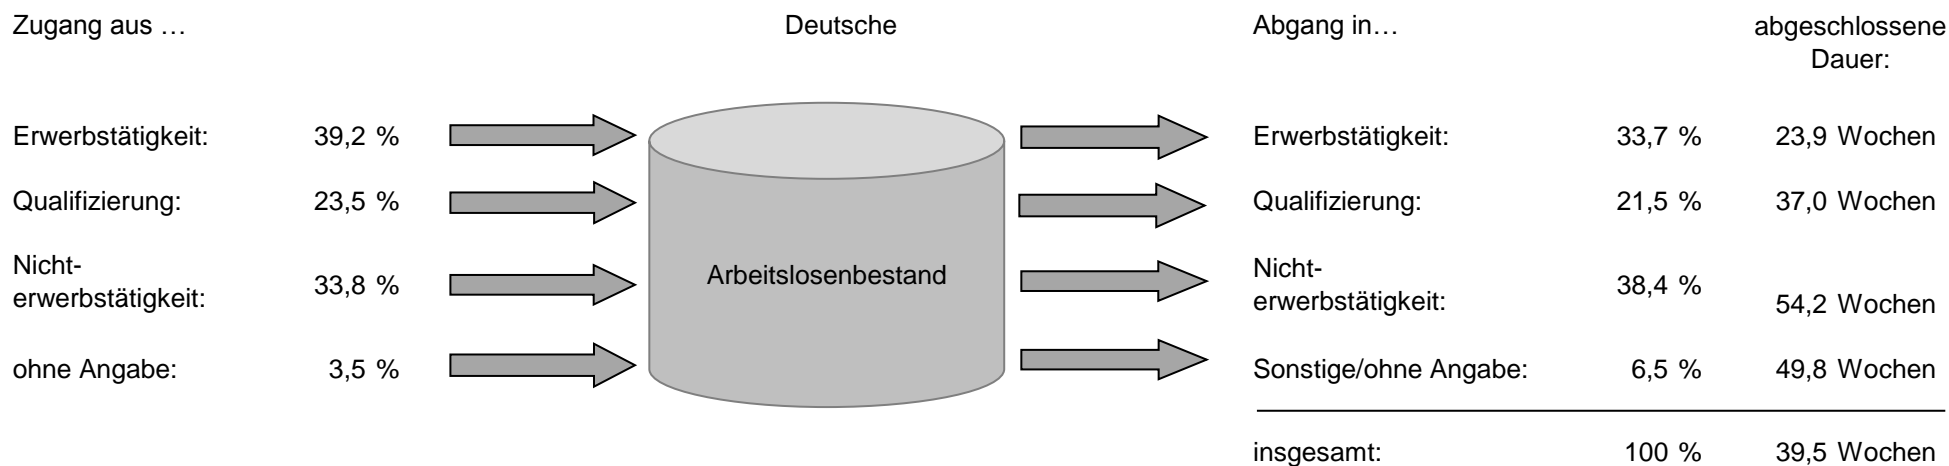 Zugang aus …
Deutsche
Abgang in…
abgeschlossene
Dauer:
Erwerbstätigkeit: 39,2 %
Erwerbstätigkeit: 33,7 % 23,9 Wochen
Qualifizierung: 23,5 %
Qualifizierung: 21,5 % 37,0 Wochen
Nicht-
erwerbstätigkeit: 33,8 %
Arbeitslosenbestand
Nicht-
erwerbstätigkeit: 38,4 % 54,2 Wochen
ohne Angabe: 3,5 %
Sonstige/ohne Angabe: 6,5 % 49,8 Wochen
insgesamt: 100 % 39,5 Wochen